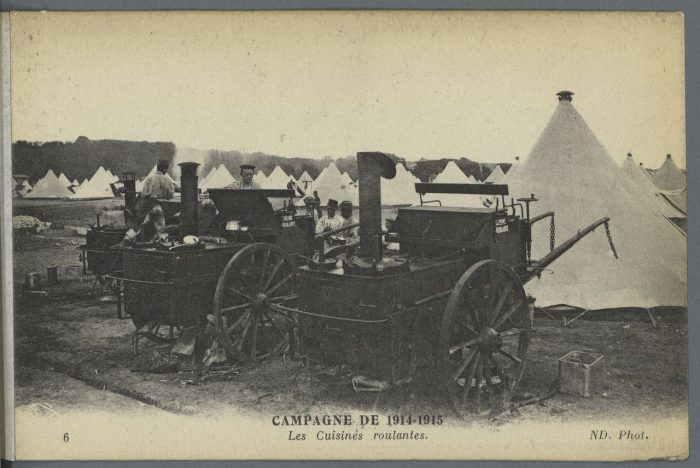 CAMPAGNE DE 1914-1915
6
Les Cuisines roulantes.
ND. Phot.